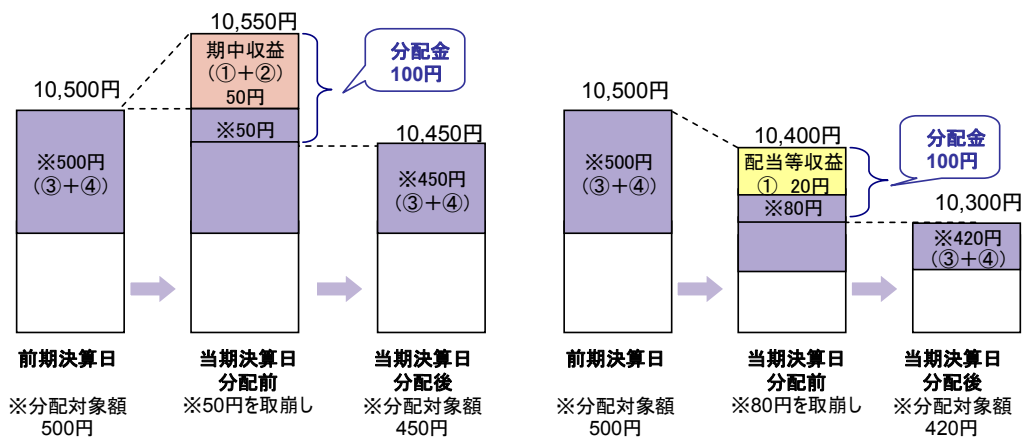 10,550円
期中収益
(①+②)
50円
分配金
100円
10,500円
※50円
10,450円
※500円
(③+④)
※450円
(③+④)
前期決算日
当期決算日
分配前
当期決算日
分配後
※分配対象額
500円
※50円を取崩し
※分配対象額
450円
10,500円
10,400円
分配金
100円
※500円
(③+④)
配当等収益
① 20円
※80円
10,300円
※420円
(③+④)
前期決算日
当期決算日
分配前
当期決算日
分配後
※分配対象額
500円
※80円を取崩し
※分配対象額
420円